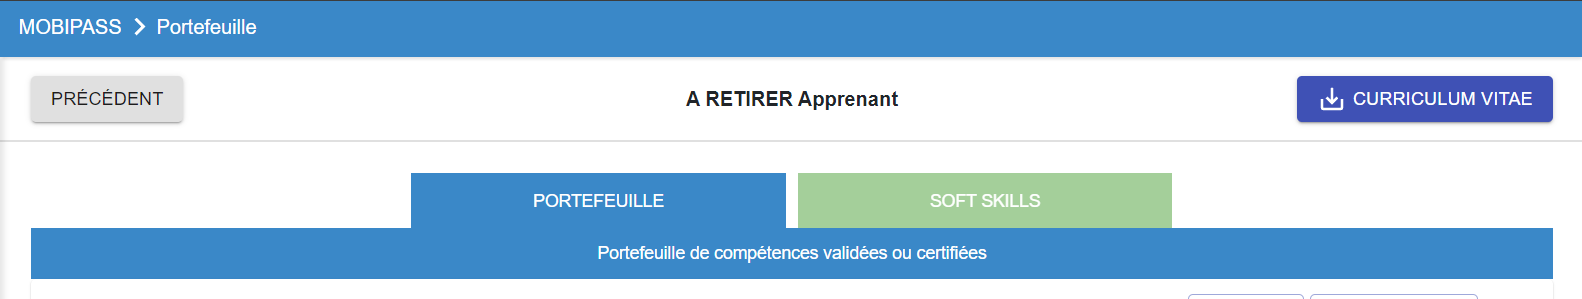 MOBIPASS > Portefeuille
PRÉCÉDENT
A RETIRER Apprenant
CURRICULUM VITAE
PORTEFEUILLE
SOFT SKILLS
Portefeuille de compétences validées ou certifiées